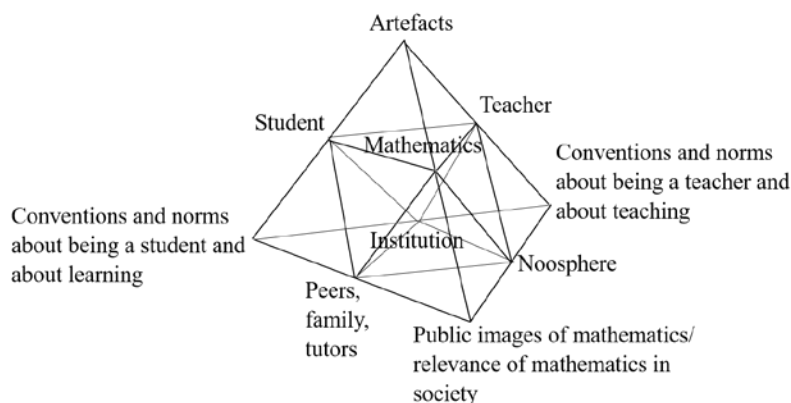 Artefacts
Teacher
Student
Mathematics
Conventions and norms
about being a teacher and
about teaching
Conventions and norms
about being a student and
about learning
Institution
Noosphere
Peers,
family,
tutors
Public images of mathematics/
relevance of mathematics in
society